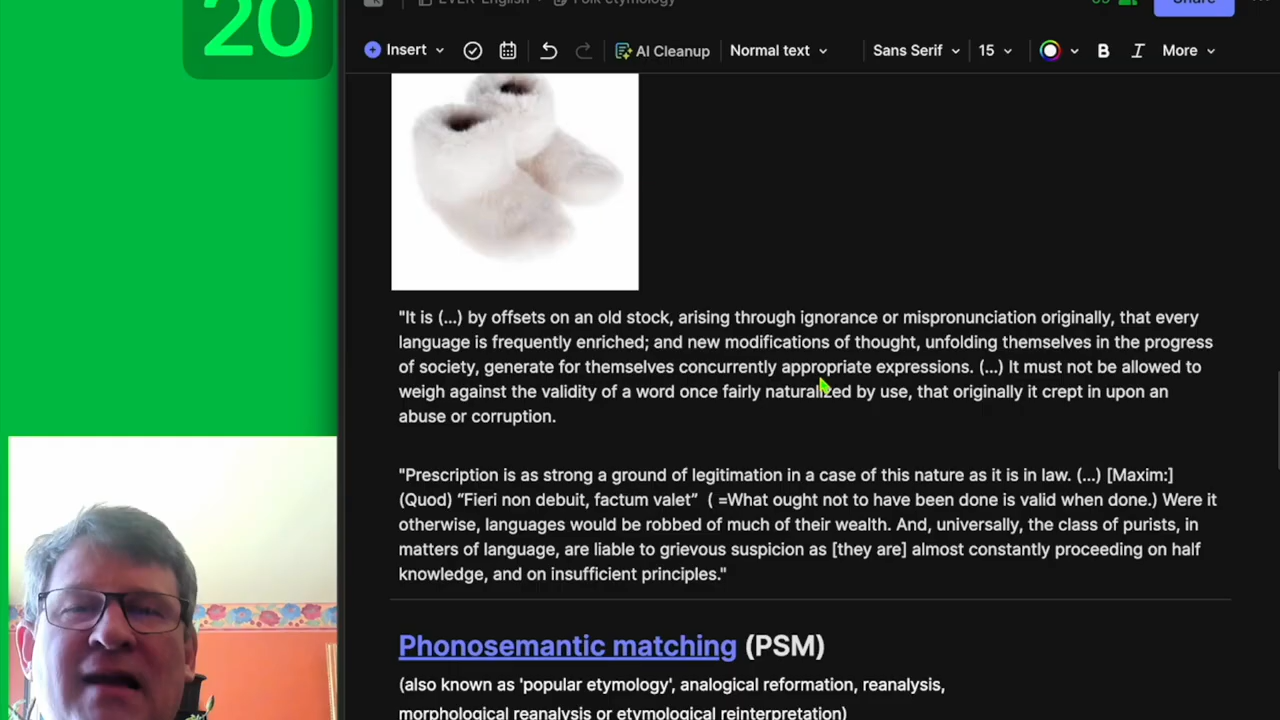 20
EVER-English
Folk etymology
Share
Insert
AI Cleanup
Normal text
Sans Serif
15
B
I
More
"It is (...) by offsets on an old stock, arising through ignorance or mispronunciation originally, that every
language is frequently enriched; and new modifications of thought, unfolding themselves in the progress
of society, generate for themselves concurrently appropriate expressions. (...) It must not be allowed to
weigh against the validity of a word once fairly naturalized by use, that originally it crept in upon an
abuse or corruption.
"Prescription is as strong a ground of legitimation in a case of this nature as it is in law. (...) [Maxim:]
(Quod) “Fieri non debuit, factum valet” ( =What ought not to have been done is valid when done.) Were it
otherwise, languages would be robbed of much of their wealth. And, universally, the class of purists, in
matters of language, are liable to grievous suspicion as [they are] almost constantly proceeding on half
knowledge, and on insufficient principles."
Phonosemantic matching (PSM)
(also known as 'popular etymology', analogical reformation, reanalysis,
morphological reanalysis or etymological reinterpretation)